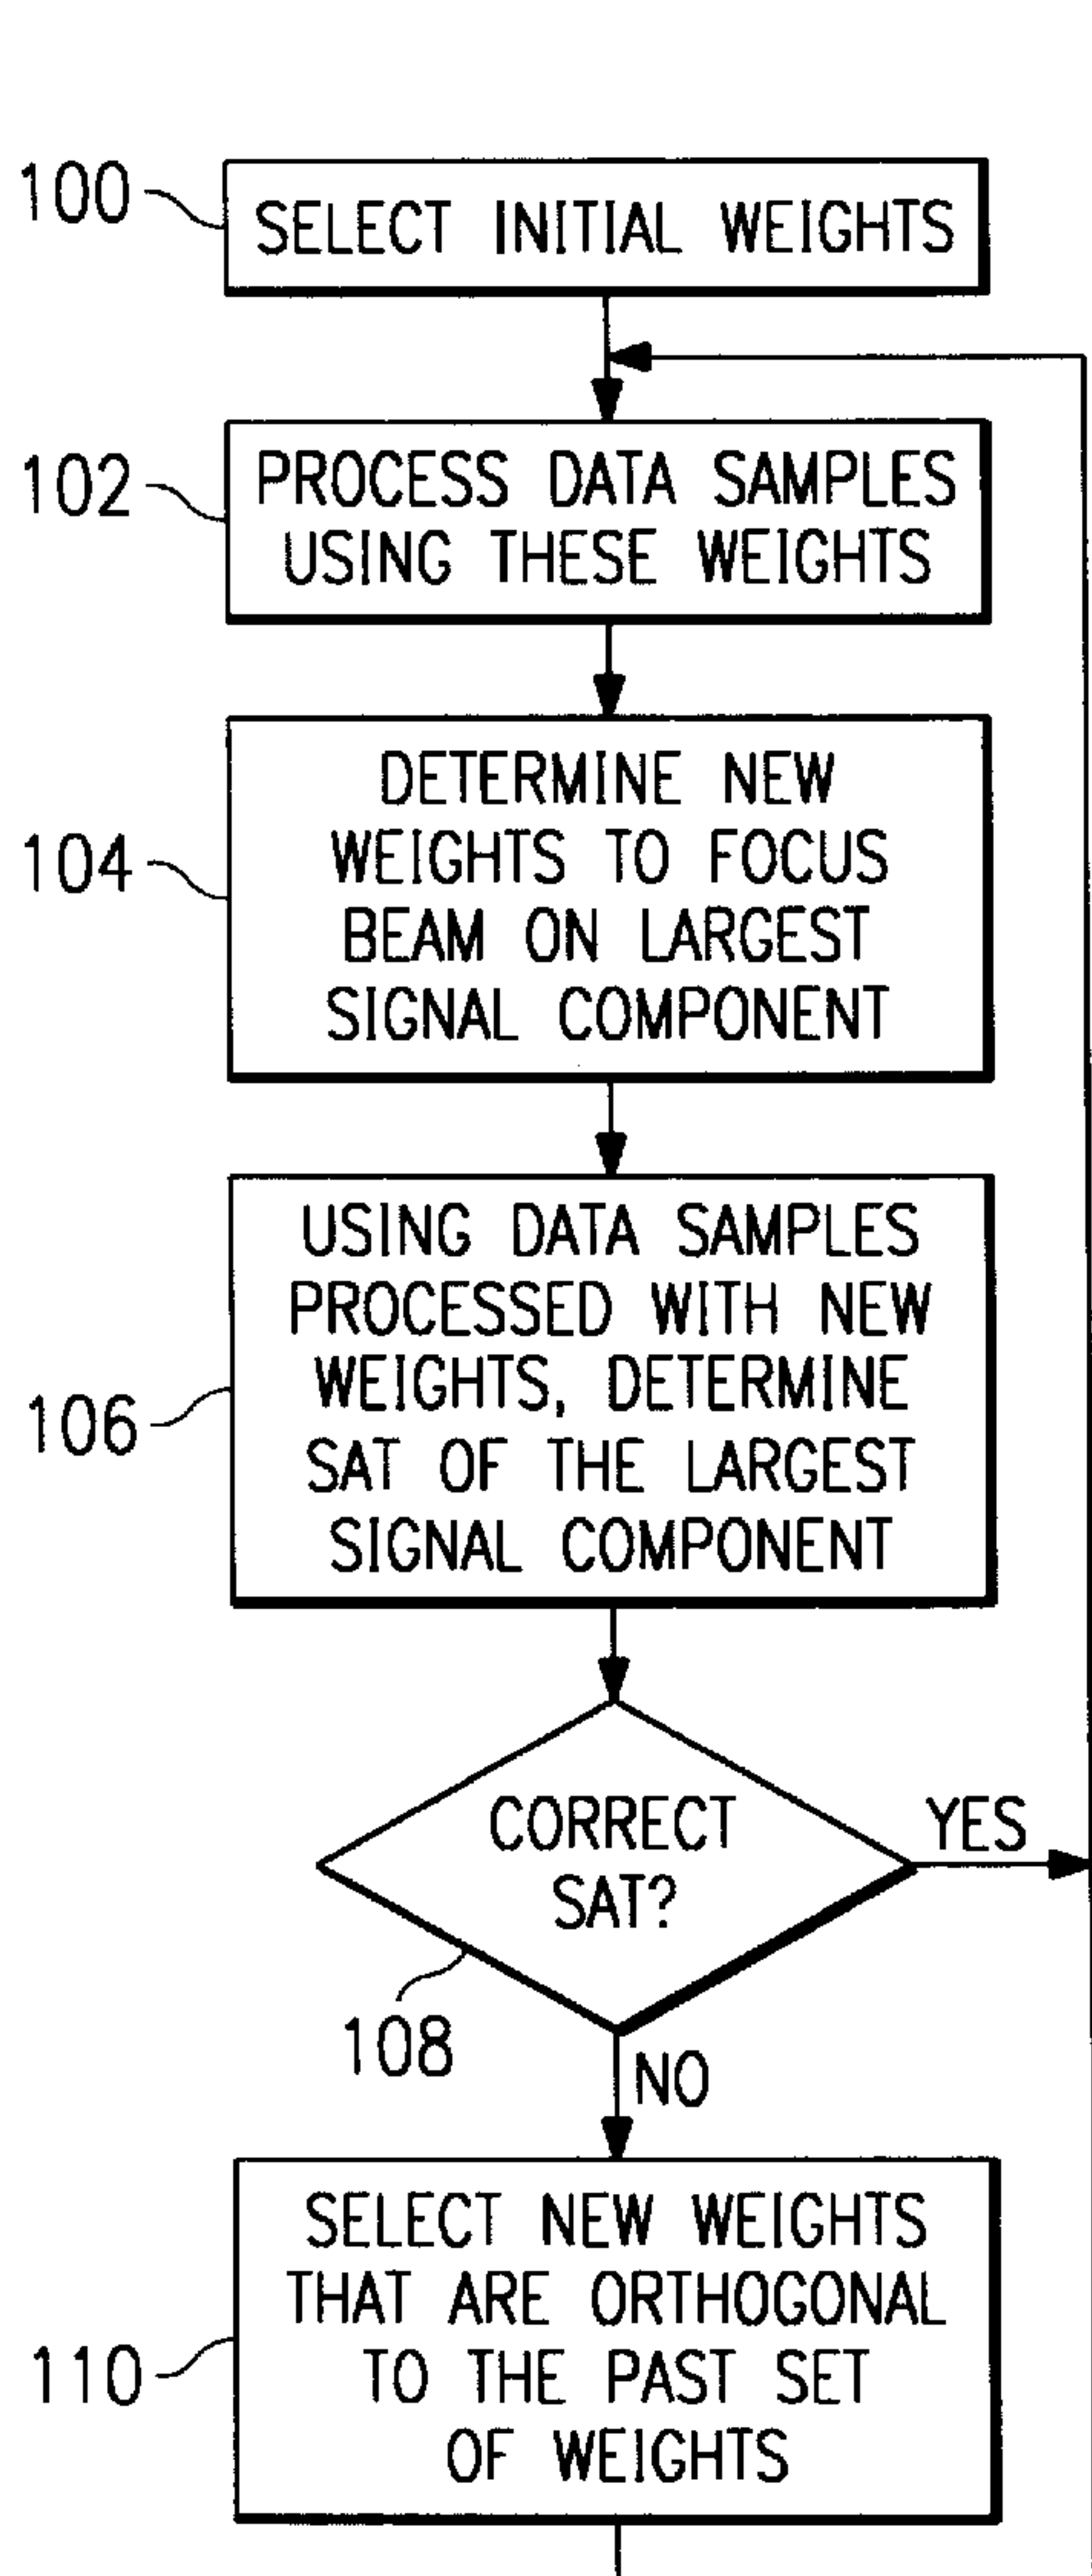 100
SELECT INITIAL WEIGHTS
102
PROCESS DATA SAMPLES
USING THESE WEIGHTS
104
DETERMINE NEW
WEIGHTS TO FOCUS
BEAM ON LARGEST
SIGNAL COMPONENT
106
USING DATA SAMPLES
PROCESSED WITH NEW
WEIGHTS, DETERMINE
SAT OF THE LARGEST
SIGNAL COMPONENT
CORRECT
SAT?
YES
108
NO
110
SELECT NEW WEIGHTS
THAT ARE ORTHOGONAL
TO THE PAST SET
OF WEIGHTS